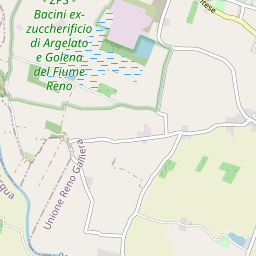 - ZPS -
Bacini ex-
zuccherificio
di Argelato
e Golena
del Fiume
Reno
Unione Reno Galliera